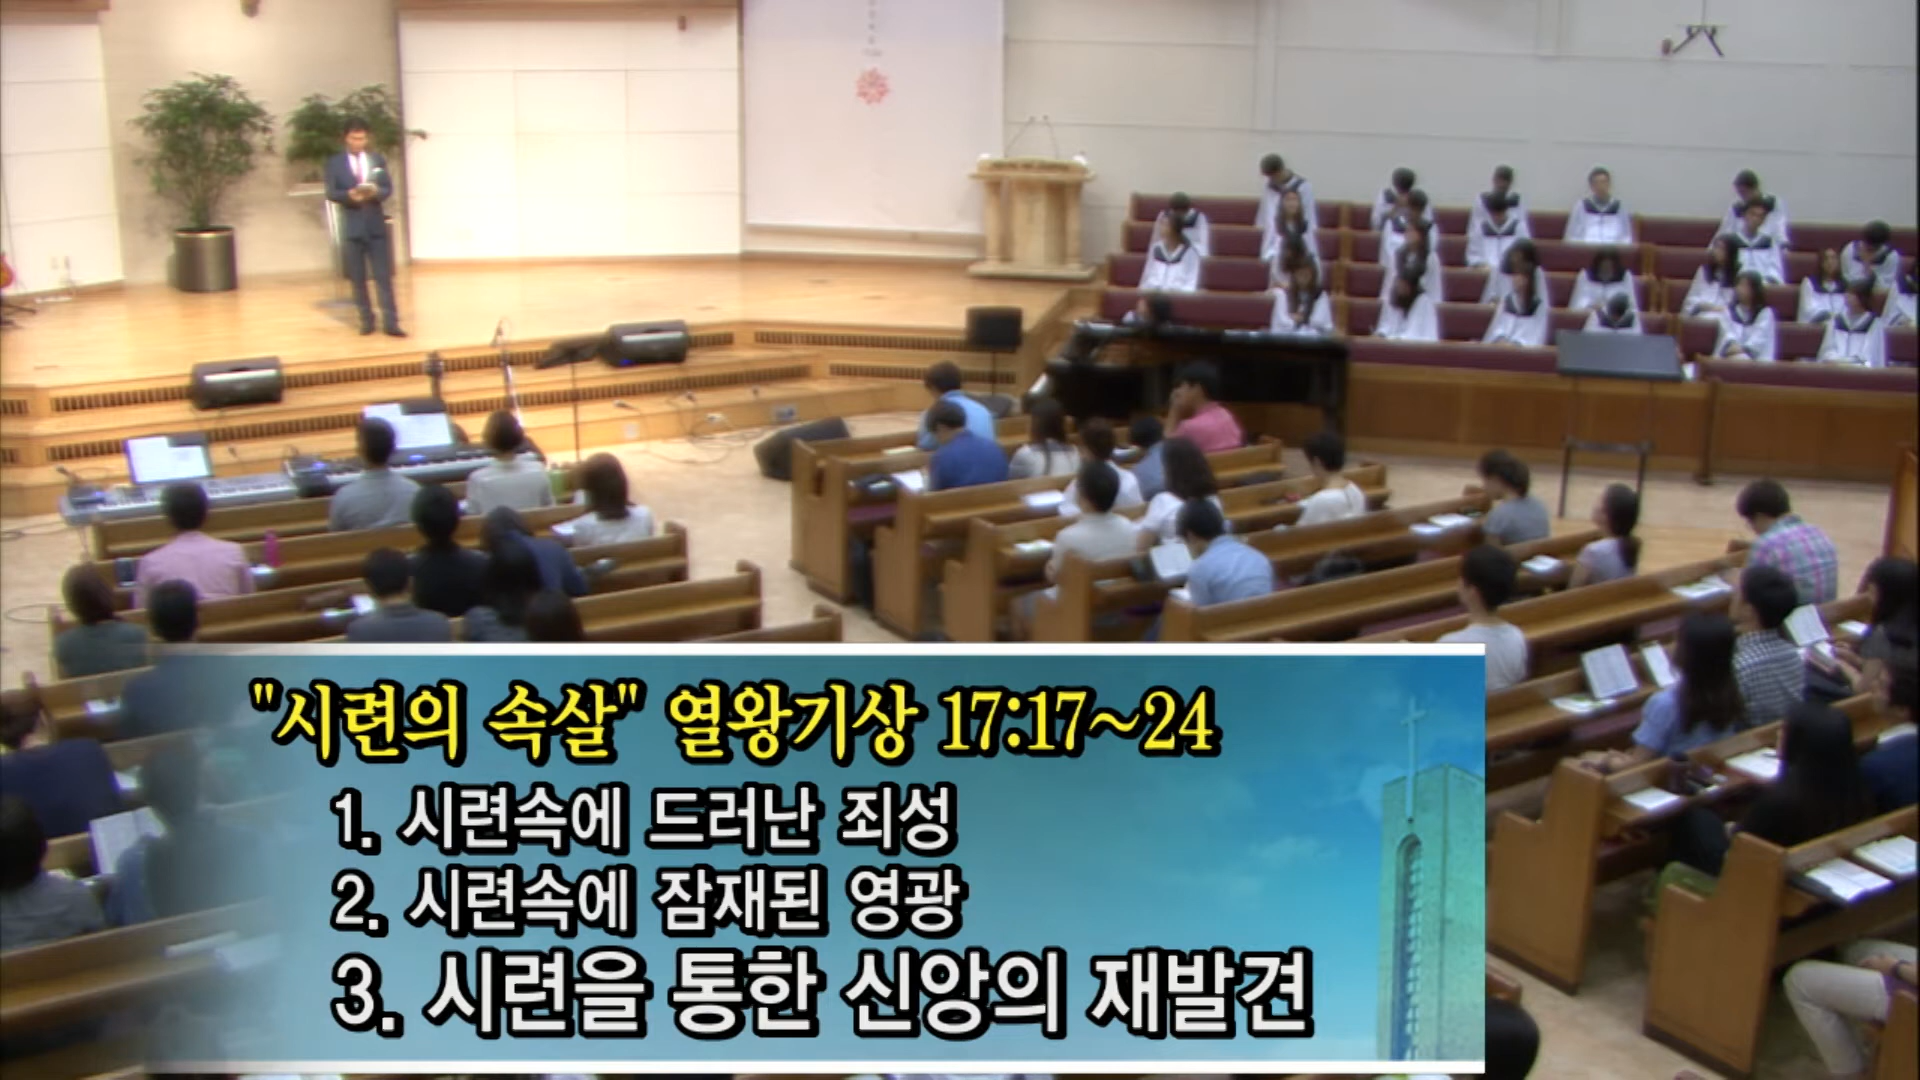 "시련의 속살" 열왕기상 17:17~24
1. 시련속에 드러난 죄성
2. 시련속에 잠재된 영광
3. 시련을 통한 신앙의 재발견